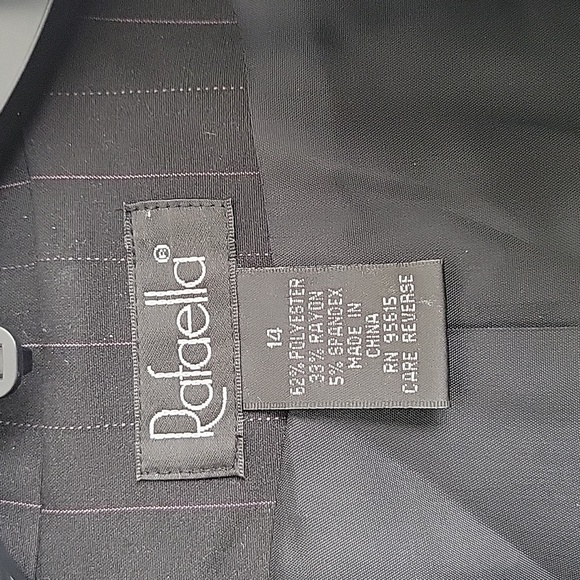 Rafaella®
14
62% POLYESTER
33% RAYON
5% SPANDEX
MADE IN
CHINA
RN 95615
CARE REVERSE